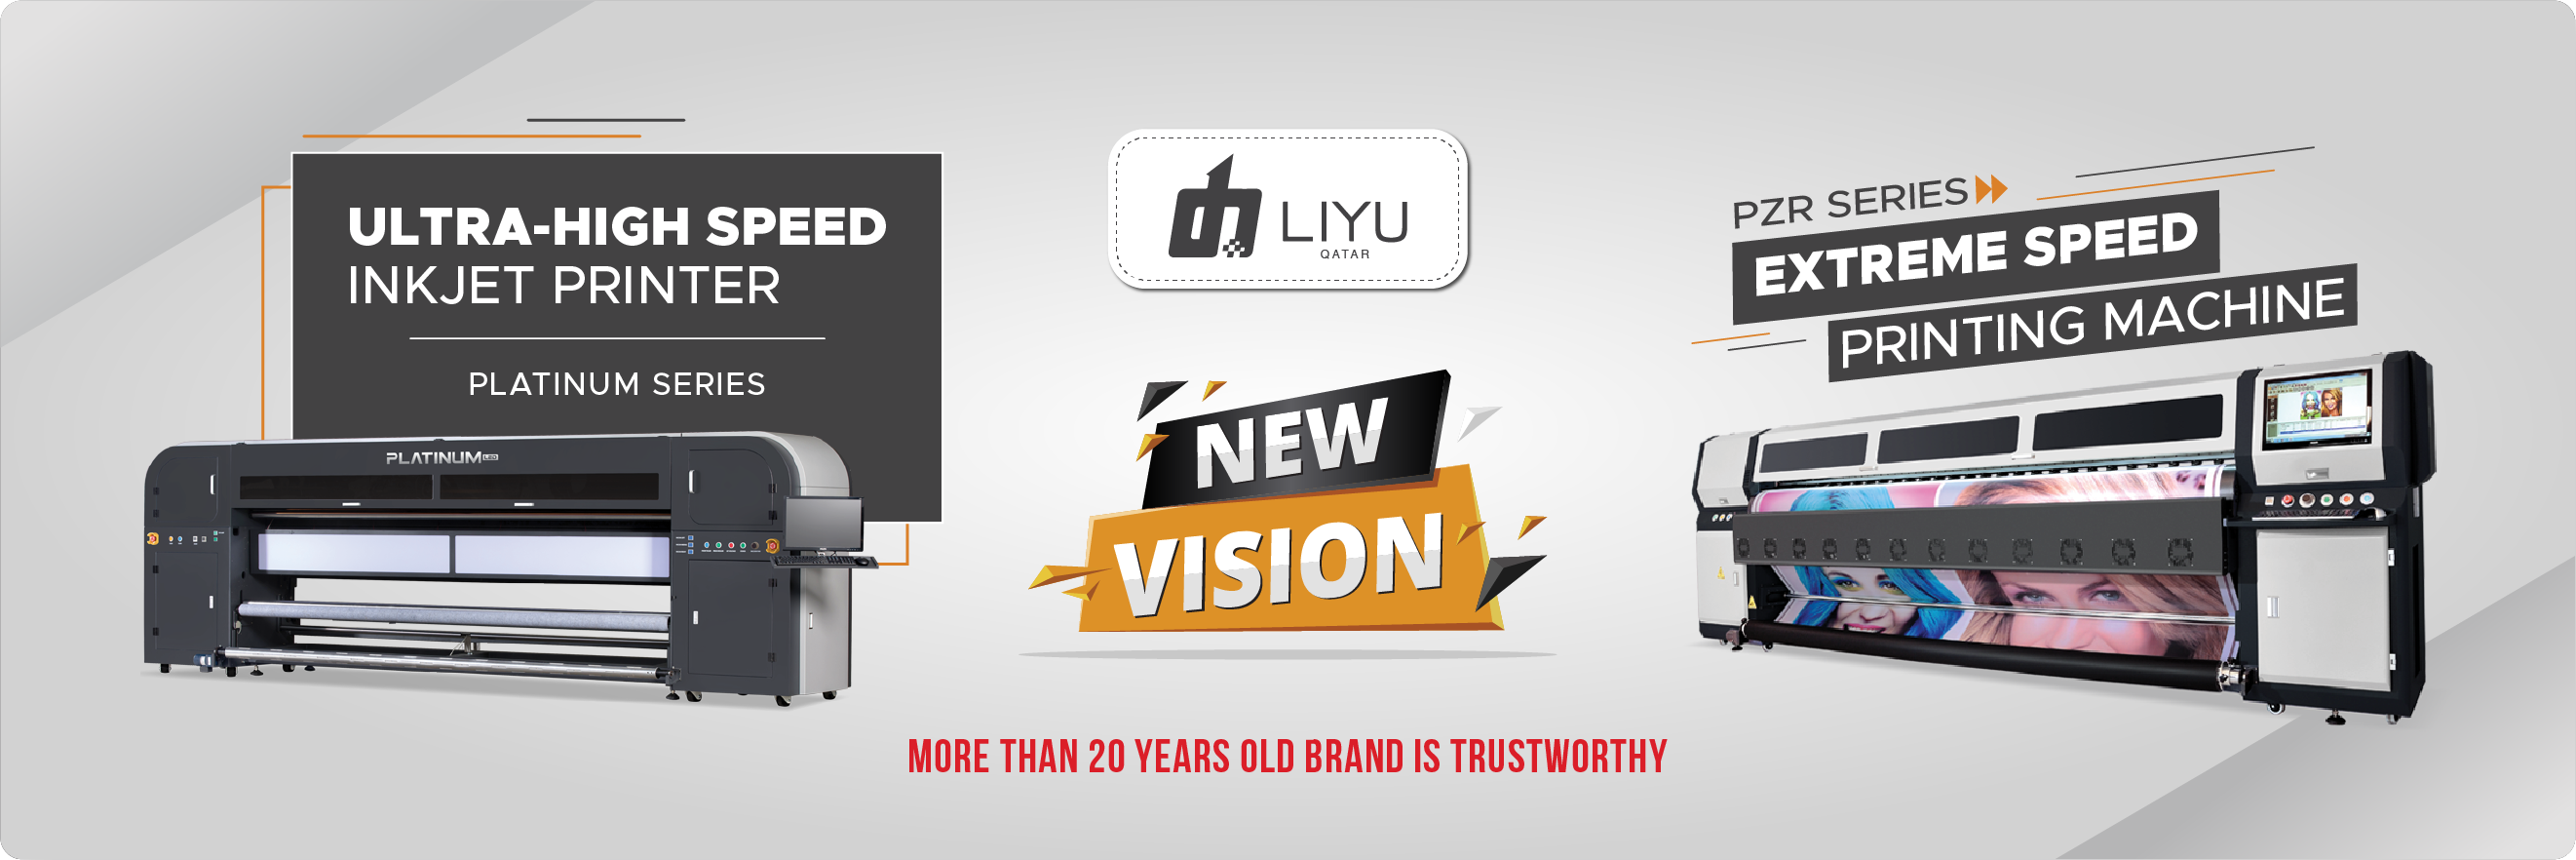 ULTRA-HIGH SPEED
INKJET PRINTER
PLATINUM SERIES
PLATINUM LED
LIYU
QATAR
NEW
VISION
MORE THAN 20 YEARS OLD BRAND IS TRUSTWORTHY
PZR SERIES
EXTREME SPEED
PRINTING MACHINE